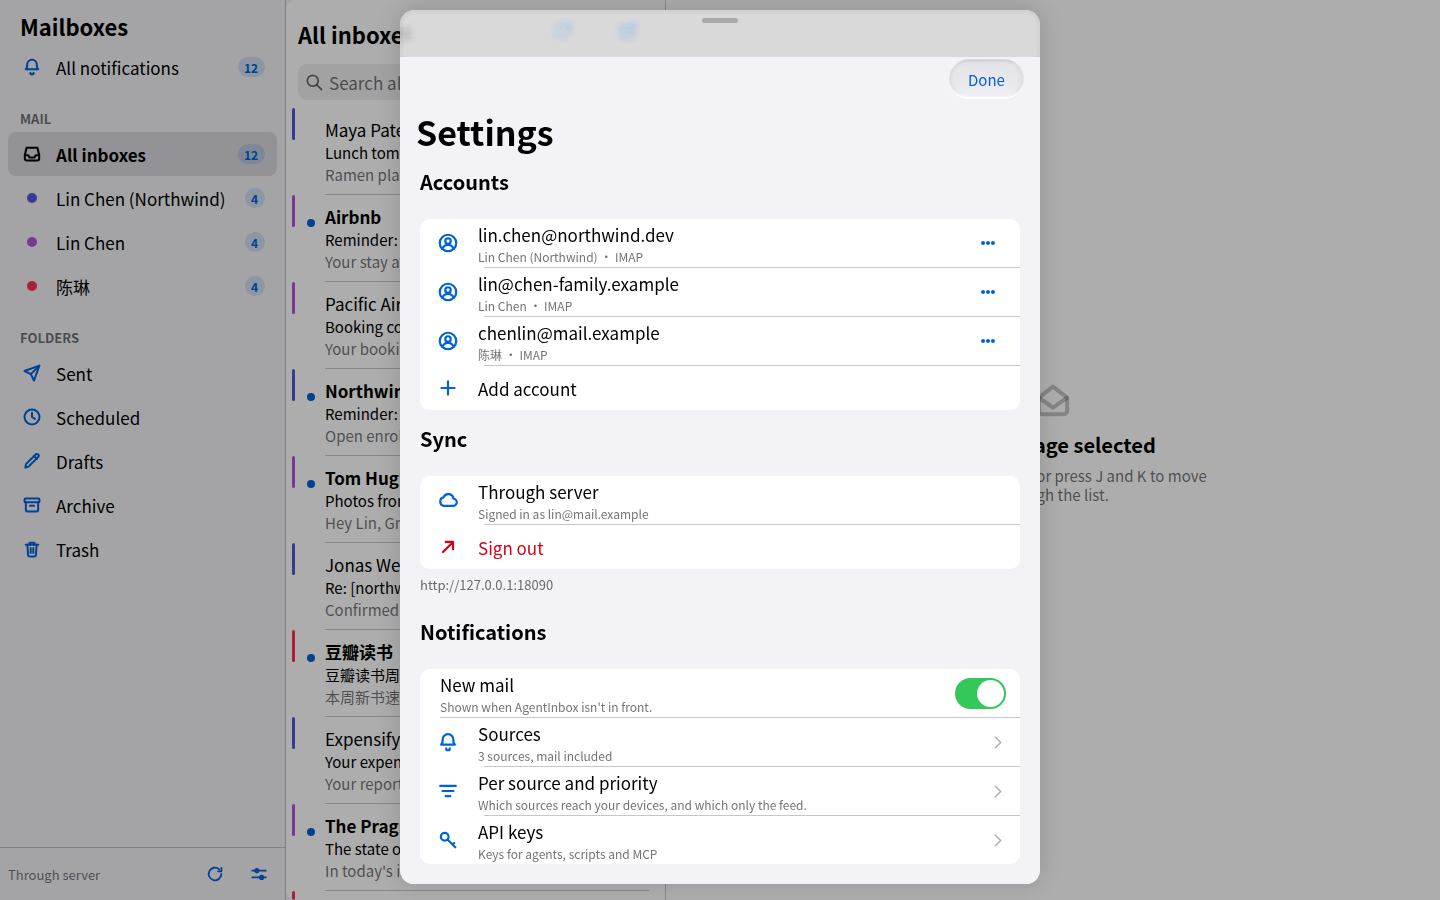 Mailboxes
All notifications 12
MAIL
All inboxes 12
Lin Chen (Northwind) 4
Lin Chen 4
陈琳 4
FOLDERS
Sent
Scheduled
Drafts
Archive
Trash
Through server
All inboxe
Search al
Maya Pate
Lunch tom
Ramen pla
Airbnb
Reminder:
Your stay a
Pacific Air
Booking co
Your booki
Northwin
Reminder:
Open enro
Tom Hug
Photos fro
Hey Lin, Gr
Jonas We
Re: [northw
Confirmed
豆瓣读书
豆瓣读书周
本周新书速
Expensify
Your expen
Your report
The Prag
The state o
In today's i
Done
Settings
Accounts
lin.chen@northwind.dev
Lin Chen (Northwind) • IMAP
lin@chen-family.example
Lin Chen • IMAP
chenlin@mail.example
陈琳 • IMAP
Add account
Sync
Through server
Signed in as lin@mail.example
Sign out
http://127.0.0.1:18090
Notifications
New mail
Shown when AgentInbox isn't in front.
Sources
3 sources, mail included
Per source and priority
Which sources reach your devices, and which only the feed.
API keys
Keys for agents, scripts and MCP
age selected
or press J and K to move
gh the list.